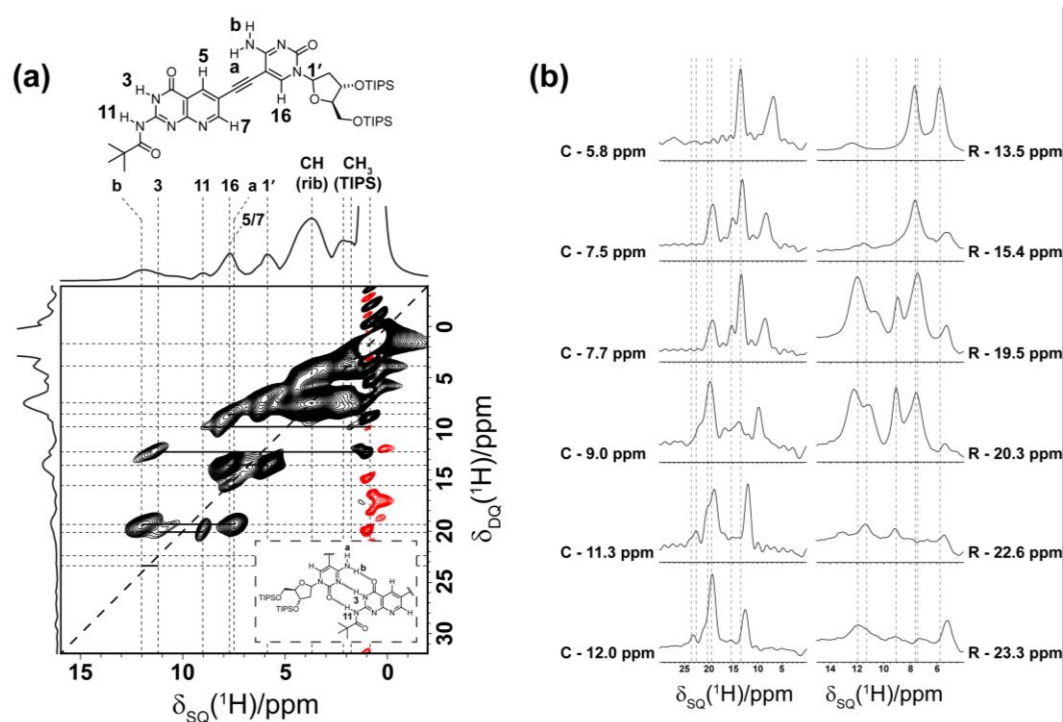 (a)
b
H
H
N
N
O
H
a
N
1'
5
O
H
3
H
N
16
H
O
OTIPS
OTIPS
11
H
N
N
N
H
7
O
CH CH₃
b 3 11 16 a 1' (rib) (TIPS)
5/7
0
5
10
15
20
25
30
δDQ(¹H)/ppm
15 10 5 0
δSQ(¹H)/ppm
a
H
N
H
b
O
H
N
N
O
N
H
3
N
N
N
H
O
TIPSO
TIPSO
11
H
N
O
(b)
C - 5.8 ppm R - 13.5 ppm
C - 7.5 ppm R - 15.4 ppm
C - 7.7 ppm R - 19.5 ppm
C - 9.0 ppm R - 20.3 ppm
C - 11.3 ppm R - 22.6 ppm
C - 12.0 ppm R - 23.3 ppm
25 20 15 10 5 14 12 10 8 6
δSQ(¹H)/ppm δSQ(¹H)/ppm